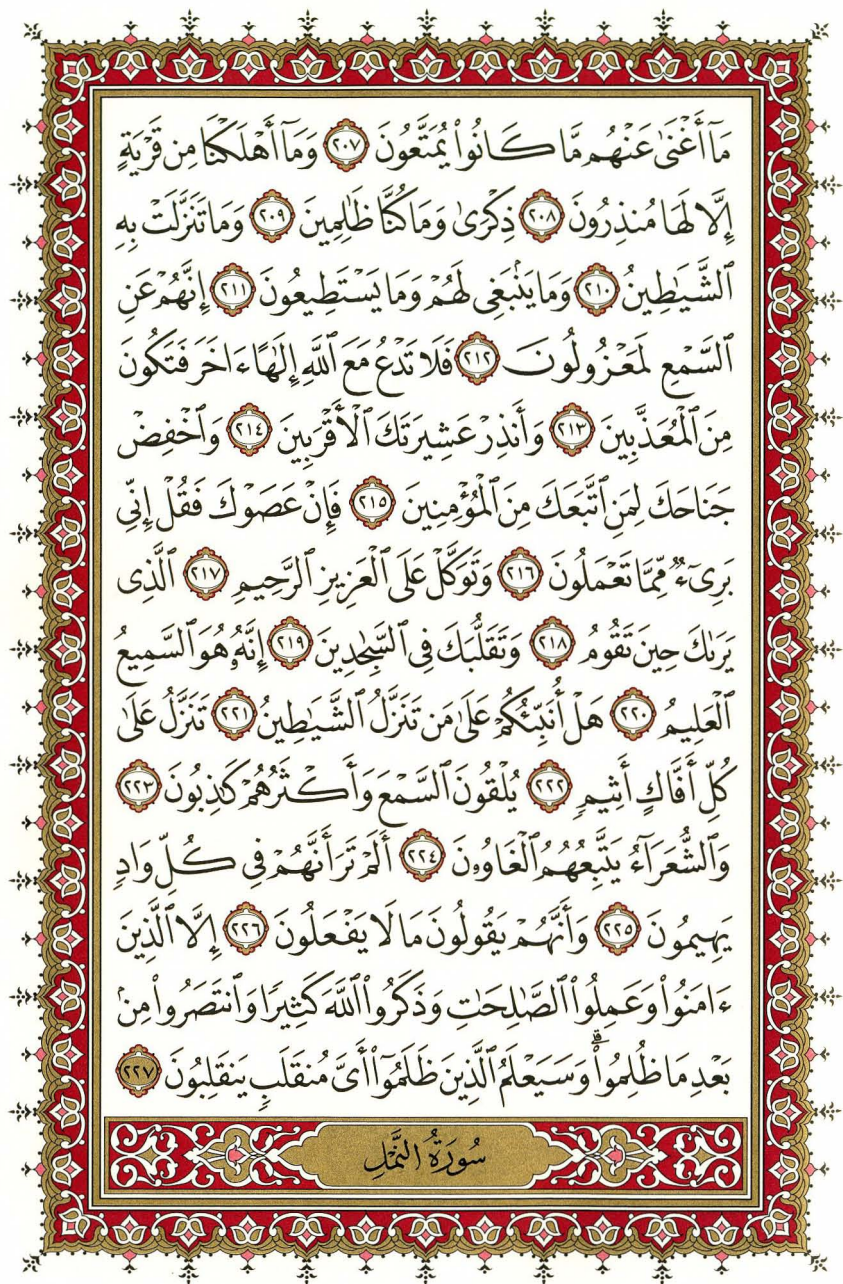 مَآ أَغْنَىٰ عَنْهُم مَّا كَانُوا۟ يُمَتَّعُونَ ٢٠٧ وَمَآ أَهْلَكْنَا مِن قَرْيَةٍ
إِلَّا لَهَا مُنذِرُونَ ٢٠٨ ذِكْرَىٰ وَمَا كُنَّا ظَٰلِمِينَ ٢٠٩ وَمَا تَنَزَّلَتْ بِهِ
ٱلشَّيَٰطِينُ ٢١٠ وَمَا يَنۢبَغِى لَهُمْ وَمَا يَسْتَطِيعُونَ ٢١١ إِنَّهُمْ عَنِ
ٱلسَّمْعِ لَمَعْزُولُونَ ٢١٢ فَلَا تَدْعُ مَعَ ٱللَّهِ إِلَٰهًا ءَاخَرَ فَتَكُونَ
مِنَ ٱلْمُعَذَّبِينَ ٢١٣ وَأَنذِرْ عَشِيرَتَكَ ٱلْأَقْرَبِينَ ٢١٤ وَٱخْفِضْ
جَنَاحَكَ لِمَنِ ٱتَّبَعَكَ مِنَ ٱلْمُؤْمِنِينَ ٢١٥ فَإِنْ عَصَوْكَ فَقُلْ إِنِّى
بَرِىٓءٌ مِّمَّا تَعْمَلُونَ ٢١٦ وَتَوَكَّلْ عَلَى ٱلْعَزِيزِ ٱلرَّحِيمِ ٢١٧ ٱلَّذِى
يَرَىٰكَ حِينَ تَقُومُ ٢١٨ وَتَقَلُّبَكَ فِى ٱلسَّٰجِدِينَ ٢١٩ إِنَّهُۥ هُوَ ٱلسَّمِيعُ
ٱلْعَلِيمُ ٢٢٠ هَلْ أُنَبِّئُكُمْ عَلَىٰ مَن تَنَزَّلُ ٱلشَّيَٰطِينُ ٢٢١ تَنَزَّلُ عَلَىٰ
كُلِّ أَفَّاكٍ أَثِيمٍ ٢٢٢ يُلْقُونَ ٱلسَّمْعَ وَأَكْثَرُهُمْ كَٰذِبُونَ ٢٢٣
وَٱلشُّعَرَآءُ يَتَّبِعُهُمُ ٱلْغَاوُۥنَ ٢٢٤ أَلَمْ تَرَ أَنَّهُمْ فِى كُلِّ وَادٍ
يَهِيمُونَ ٢٢٥ وَأَنَّهُمْ يَقُولُونَ مَا لَا يَفْعَلُونَ ٢٢٦ إِلَّا ٱلَّذِينَ
ءَامَنُوا۟ وَعَمِلُوا۟ ٱلصَّٰلِحَٰتِ وَذَكَرُوا۟ ٱللَّهَ كَثِيرًا وَٱنتَصَرُوا۟ مِنۢ
بَعْدِ مَا ظُلِمُوا۟ ۗ وَسَيَعْلَمُ ٱلَّذِينَ ظَلَمُوٓا۟ أَىَّ مُنقَلَبٍ يَنقَلِبُونَ ٢٢٧
سُورَةُ النَّمْلِ